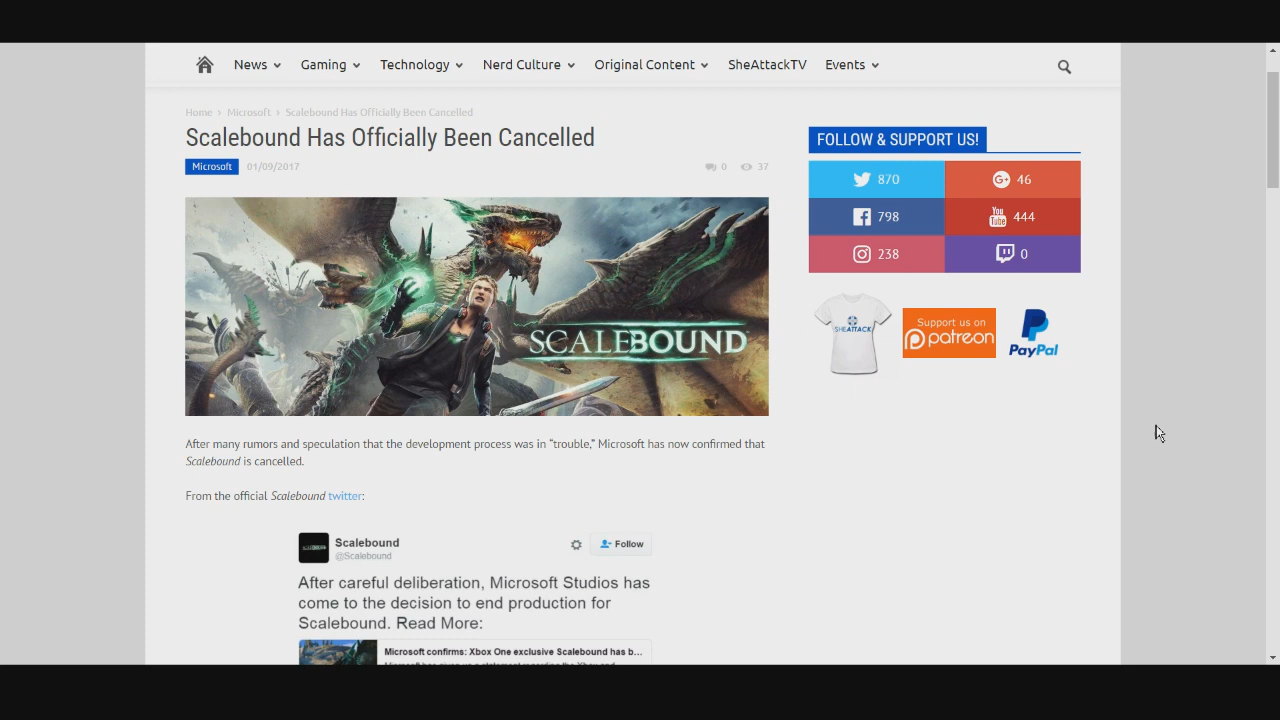 News Gaming Technology Nerd Culture Original Content SheAttackTV Events
Home › Microsoft › Scalebound Has Officially Been Cancelled
Scalebound Has Officially Been Cancelled
Microsoft 01/09/2017 0 37
SCALEBOUND
After many rumors and speculation that the development process was in “trouble,” Microsoft has now confirmed that
Scalebound is cancelled.
From the official Scalebound twitter:
Scalebound
@Scalebound
Follow
After careful deliberation, Microsoft Studios has
come to the decision to end production for
Scalebound. Read More:
Microsoft confirms: Xbox One exclusive Scalebound has b...
FOLLOW & SUPPORT US!
870 46
798 You Tube 444
238 0
SHEATTACK
Support us on
patreon
PayPal